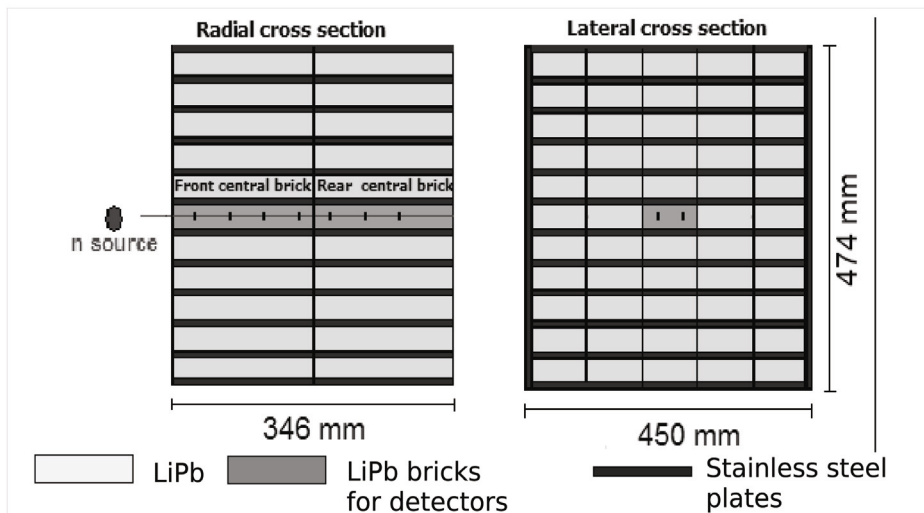 Radial cross section
Lateral cross section
Front central brick
Rear central brick
n source
474 mm
346 mm
450 mm
LiPb
LiPb bricks
for detectors
Stainless steel
plates